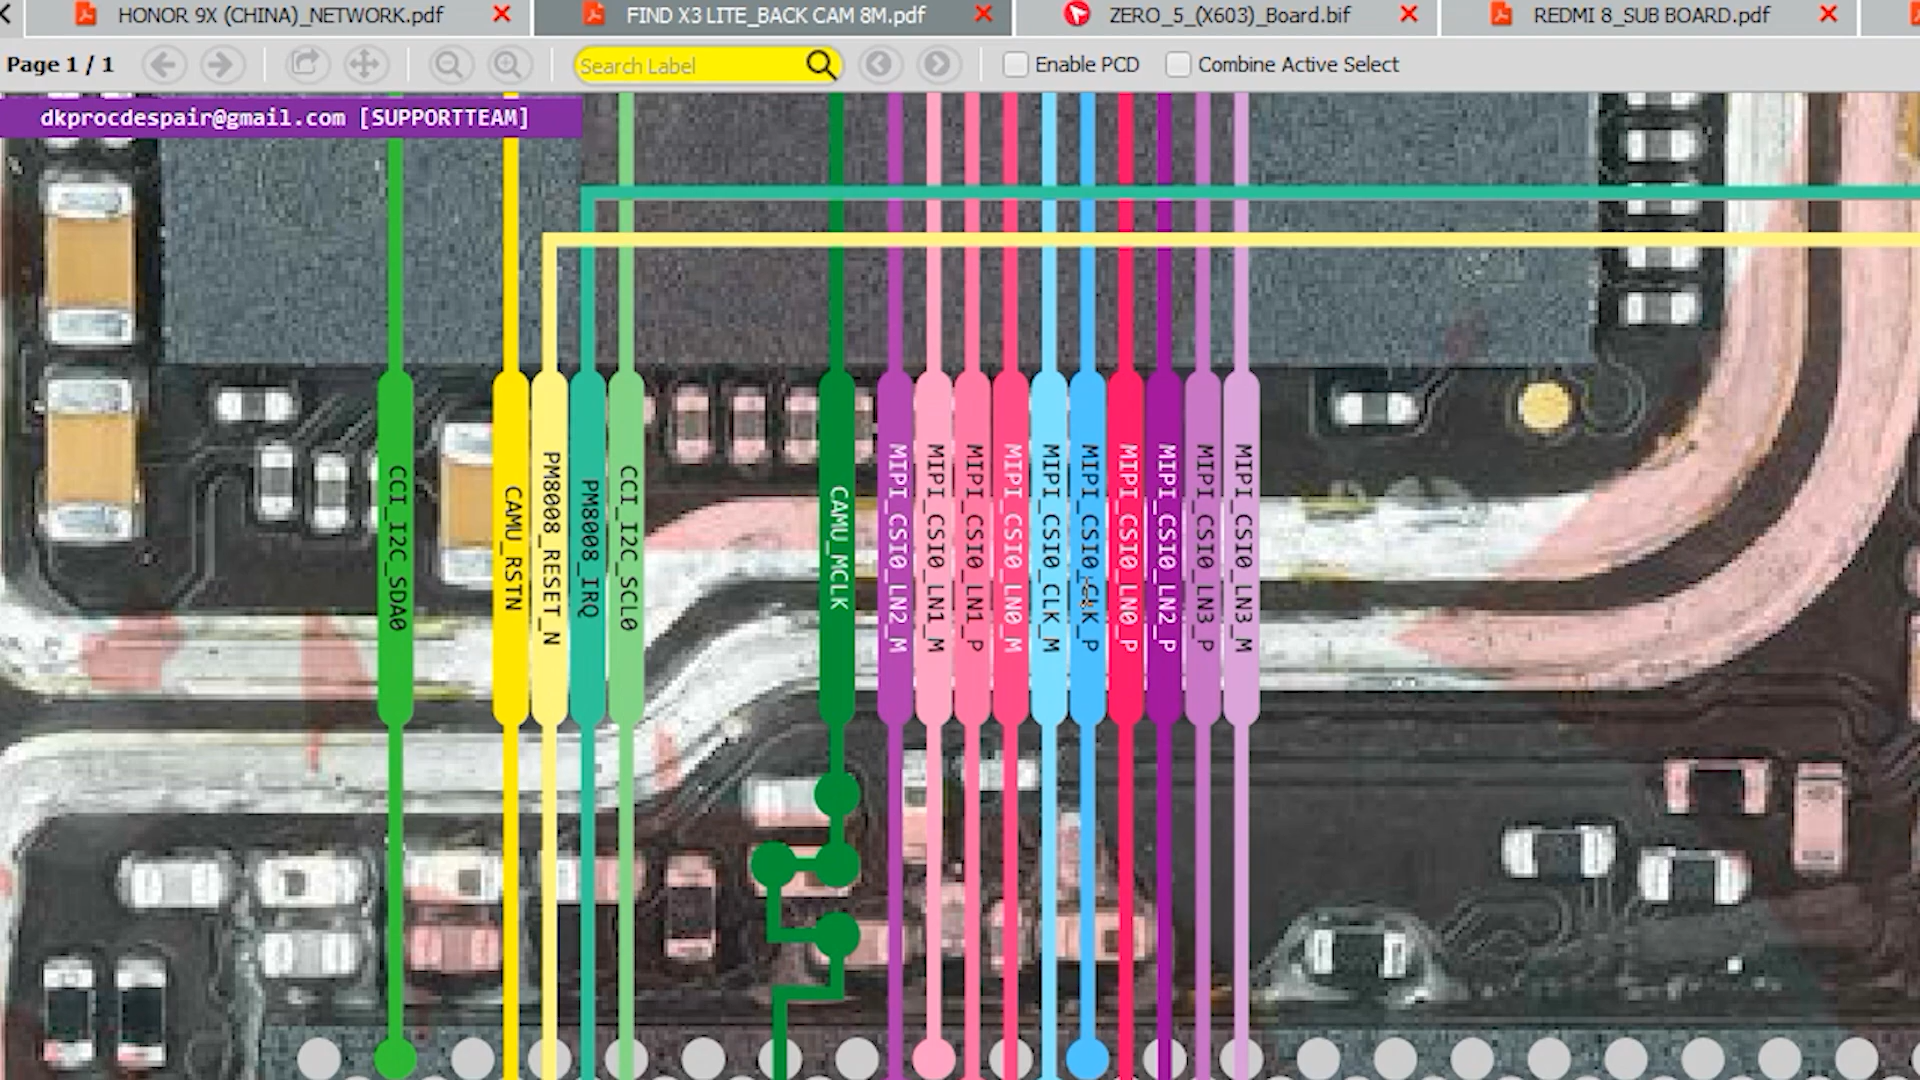 HONOR 9X (CHINA)_NETWORK.pdf
FIND X3 LITE_BACK CAM 8M.pdf
ZERO_5_(X603)_Board.bif
REDMI 8_SUB BOARD.pdf
Page 1 / 1
Search Label
Enable PCD
Combine Active Select
dkprocdespair@gmail.com [SUPPORTTEAM]
CCI_I2C_SDA0
CAMU_RSTN
PM8008_RESET_N
PM8008_IRQ
CCI_I2C_SCL0
CAMU_MCLK
MIPI_CSI0_LN2_M
MIPI_CSI0_LN1_M
MIPI_CSI0_LN1_P
MIPI_CSI0_LN0_M
MIPI_CSI0_CLK_M
MIPI_CSI0_CLK_P
MIPI_CSI0_LN0_P
MIPI_CSI0_LN2_P
MIPI_CSI0_LN3_P
MIPI_CSI0_LN3_M